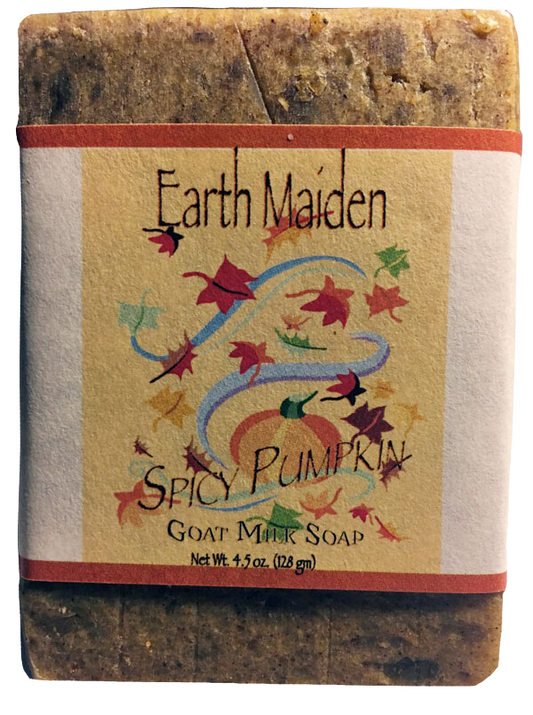 Earth Maiden
SPICY PUMPKIN
GOAT MILK SOAP
Net Wt. 4.5 oz. (128 gm)